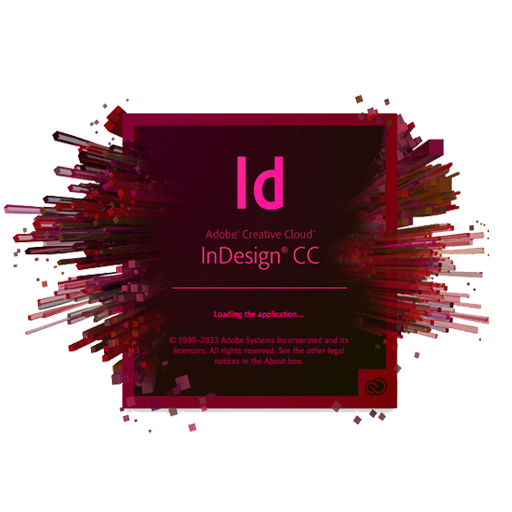 Id
Adobe® Creative Cloud™
InDesign® CC
Loading the application...
© 1999–2013 Adobe Systems Incorporated and its
licensors. All rights reserved. See the other legal
notices in the About box.